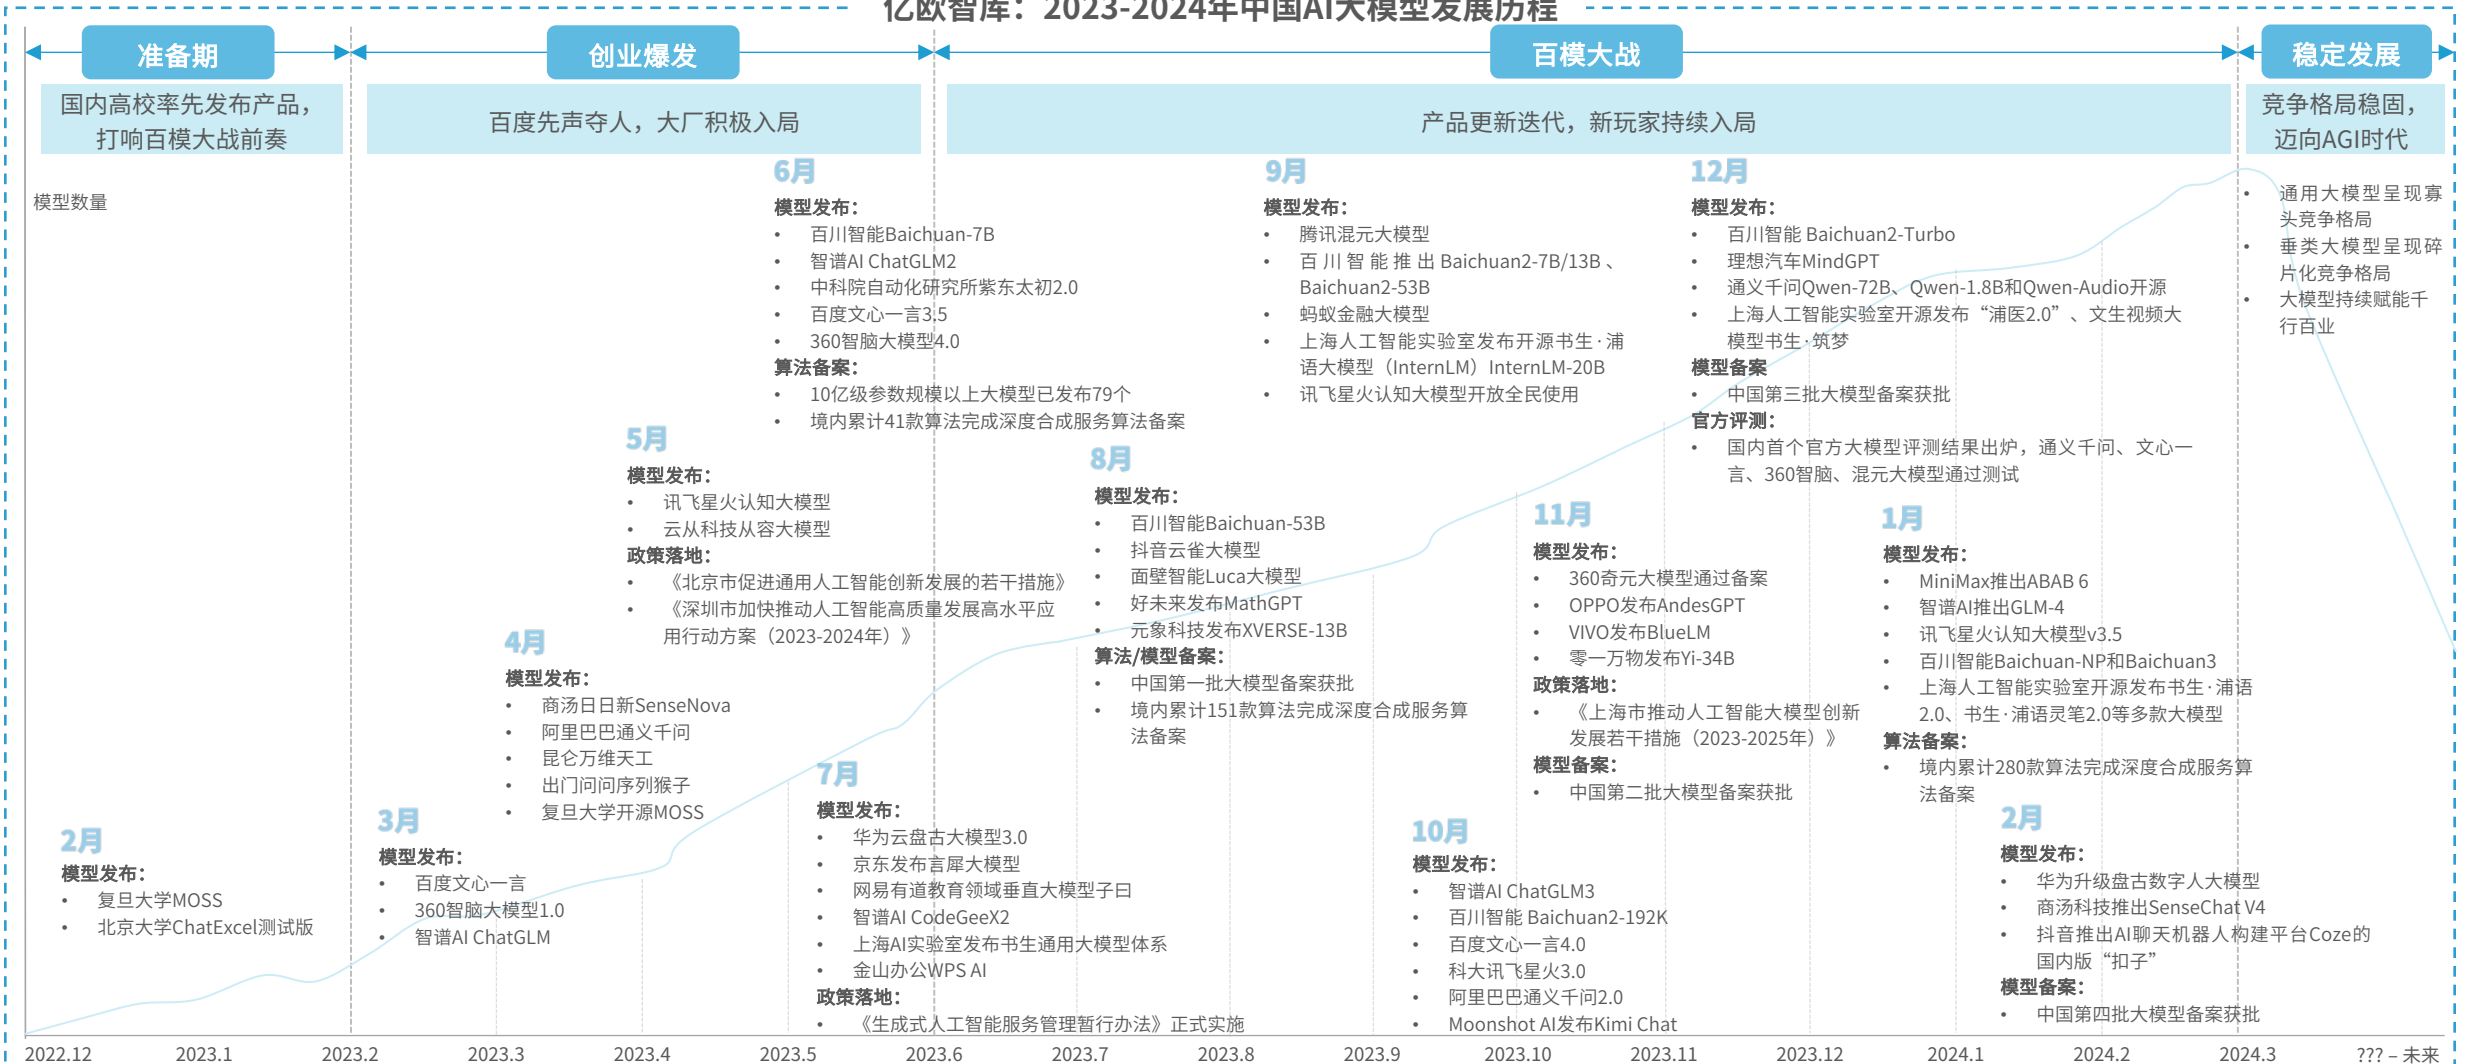 亿欧智库：2023-2024年中国AI大模型发展历程
准备期
创业爆发
百模大战
稳定发展
国内高校率先发布产品，
打响百模大战前奏
百度先声夺人，大厂积极入局
产品更新迭代，新玩家持续入局
竞争格局稳固，
迈向AGI时代
模型数量
2月
模型发布：
• 复旦大学MOSS
• 北京大学ChatExcel测试版
3月
模型发布：
• 百度文心一言
• 360智脑大模型1.0
• 智谱AI ChatGLM
4月
模型发布：
• 商汤日日新SenseNova
• 阿里巴巴通义千问
• 昆仑万维天工
• 出门问问序列猴子
• 复旦大学开源MOSS
5月
模型发布：
• 讯飞星火认知大模型
• 云从科技从容大模型
政策落地：
• 《北京市促进通用人工智能创新发展的若干措施》
• 《深圳市加快推动人工智能高质量发展高水平应
用行动方案（2023-2024年）》
6月
模型发布：
• 百川智能Baichuan-7B
• 智谱AI ChatGLM2
• 中科院自动化研究所紫东太初2.0
• 百度文心一言3.5
• 360智脑大模型4.0
算法备案：
• 10亿级参数规模以上大模型已发布79个
• 境内累计41款算法完成深度合成服务算法备案
7月
模型发布：
• 华为云盘古大模型3.0
• 京东发布言犀大模型
• 网易有道教育领域垂直大模型子曰
• 智谱AI CodeGeeX2
• 上海AI实验室发布书生通用大模型体系
• 金山办公WPS AI
政策落地：
• 《生成式人工智能服务管理暂行办法》正式实施
8月
模型发布：
• 百川智能Baichuan-53B
• 抖音云雀大模型
• 面壁智能Luca大模型
• 好未来发布MathGPT
• 元象科技发布XVERSE-13B
算法/模型备案：
• 中国第一批大模型备案获批
• 境内累计151款算法完成深度合成服务算
法备案
9月
模型发布：
• 腾讯混元大模型
• 百川智能推出Baichuan2-7B/13B、
Baichuan2-53B
• 蚂蚁金融大模型
• 上海人工智能实验室发布开源书生·浦
语大模型（InternLM）InternLM-20B
• 讯飞星火认知大模型开放全民使用
10月
模型发布：
• 智谱AI ChatGLM3
• 百川智能 Baichuan2-192K
• 百度文心一言4.0
• 科大讯飞星火3.0
• 阿里巴巴通义千问2.0
• Moonshot AI发布Kimi Chat
11月
模型发布：
• 360奇元大模型通过备案
• OPPO发布AndesGPT
• VIVO发布BlueLM
• 零一万物发布Yi-34B
政策落地：
• 《上海市推动人工智能大模型创新
发展若干措施（2023-2025年）》
模型备案：
• 中国第二批大模型备案获批
12月
模型发布：
• 百川智能 Baichuan2-Turbo
• 理想汽车MindGPT
• 通义千问Qwen-72B、Qwen-1.8B和Qwen-Audio开源
• 上海人工智能实验室开源发布“浦医2.0”、文生视频大
模型书生·筑梦
模型备案
• 中国第三批大模型备案获批
官方评测：
• 国内首个官方大模型评测结果出炉，通义千问、文心一
言、360智脑、混元大模型通过测试
1月
模型发布：
• MiniMax推出ABAB 6
• 智谱AI推出GLM-4
• 讯飞星火认知大模型v3.5
• 百川智能Baichuan-NP和Baichuan3
• 上海人工智能实验室开源发布书生·浦语
2.0、书生·浦语灵笔2.0等多款大模型
算法备案：
• 境内累计280款算法完成深度合成服务算
法备案
2月
模型发布：
• 华为升级盘古数字人大模型
• 商汤科技推出SenseChat V4
• 抖音推出AI聊天机器人构建平台Coze的
国内版“扣子”
模型备案：
• 中国第四批大模型备案获批
• 通用大模型呈现寡
头竞争格局
• 垂类大模型呈现碎
片化竞争格局
• 大模型持续赋能千
行百业
2022.12 2023.1 2023.2 2023.3 2023.4 2023.5 2023.6 2023.7 2023.8 2023.9 2023.10 2023.11 2023.12 2024.1 2024.2 2024.3 ??? – 未来